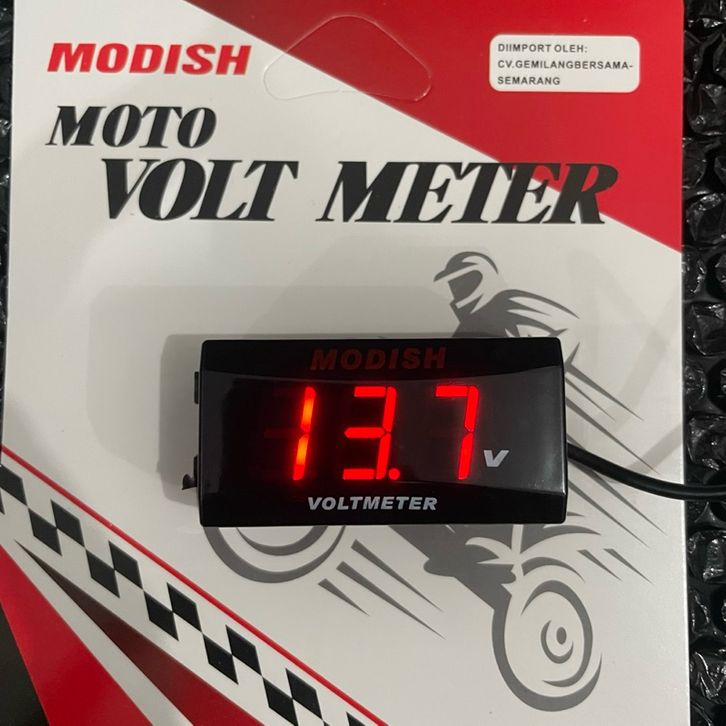 MODISH
DIIMPORT OLEH:
CV.GEMILANGBERSAMA-
SEMARANG
MOTO
VOLT METER
MODISH
13.7 V
VOLTMETER